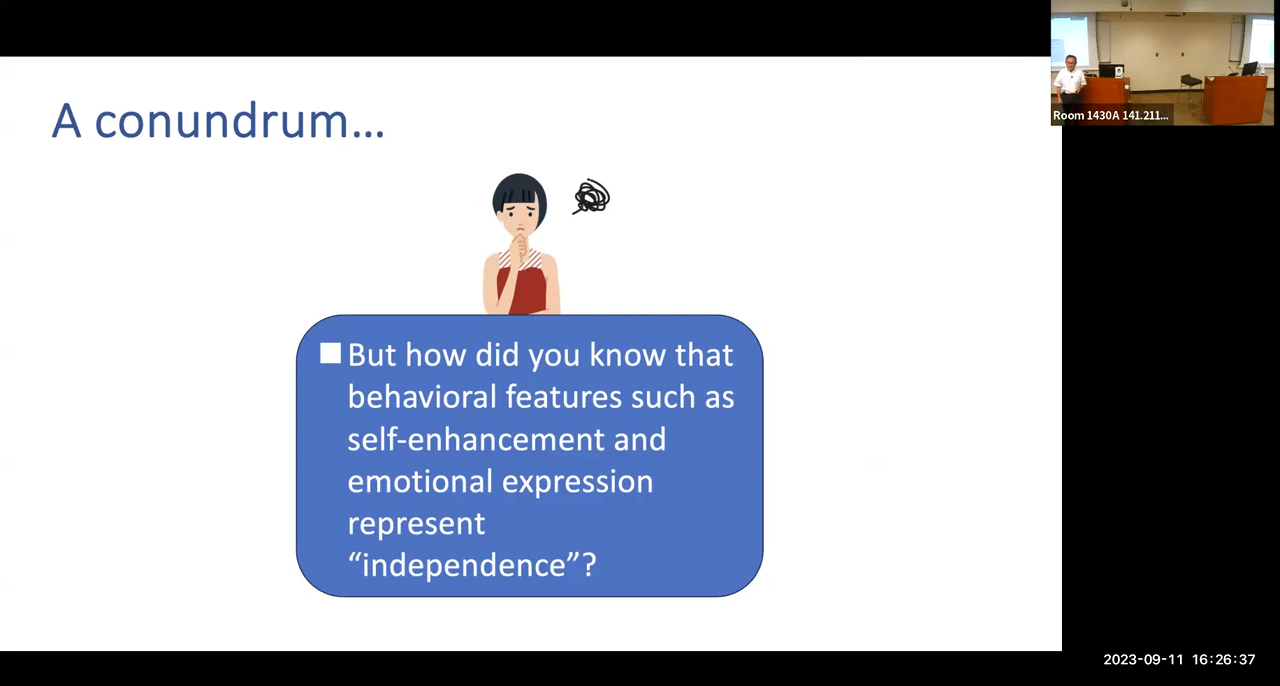 A conundrum...
Room 1430A 141.211...
■ But how did you know that
behavioral features such as
self-enhancement and
emotional expression
represent
“independence”?
2023-09-11 16:26:37